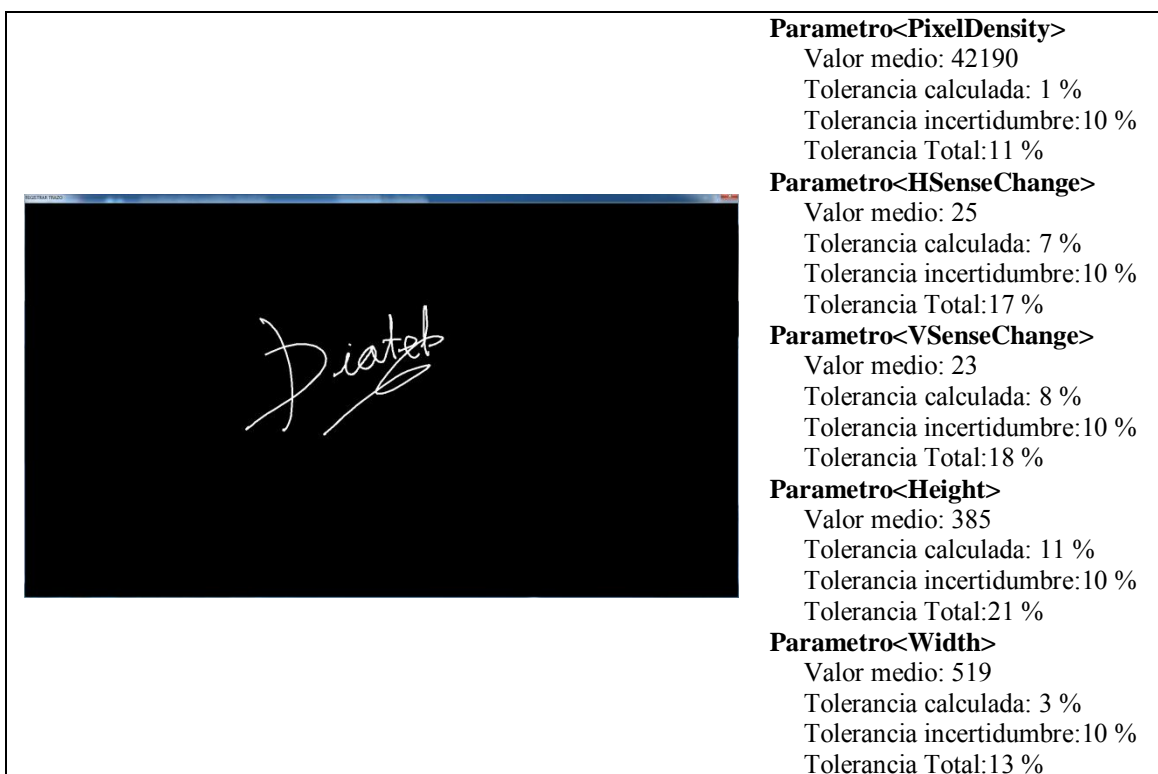 Parametro<PixelDensity>
Valor medio: 42190
Tolerancia calculada: 1 %
Tolerancia incertidumbre:10 %
Tolerancia Total:11 %
Parametro<HSenseChange>
Valor medio: 25
Tolerancia calculada: 7 %
Tolerancia incertidumbre:10 %
Tolerancia Total:17 %
Parametro<VSenseChange>
Valor medio: 23
Tolerancia calculada: 8 %
Tolerancia incertidumbre:10 %
Tolerancia Total:18 %
Parametro<Height>
Valor medio: 385
Tolerancia calculada: 11 %
Tolerancia incertidumbre:10 %
Tolerancia Total:21 %
Parametro<Width>
Valor medio: 519
Tolerancia calculada: 3 %
Tolerancia incertidumbre:10 %
Tolerancia Total:13 %
REGISTRAR TRAZO